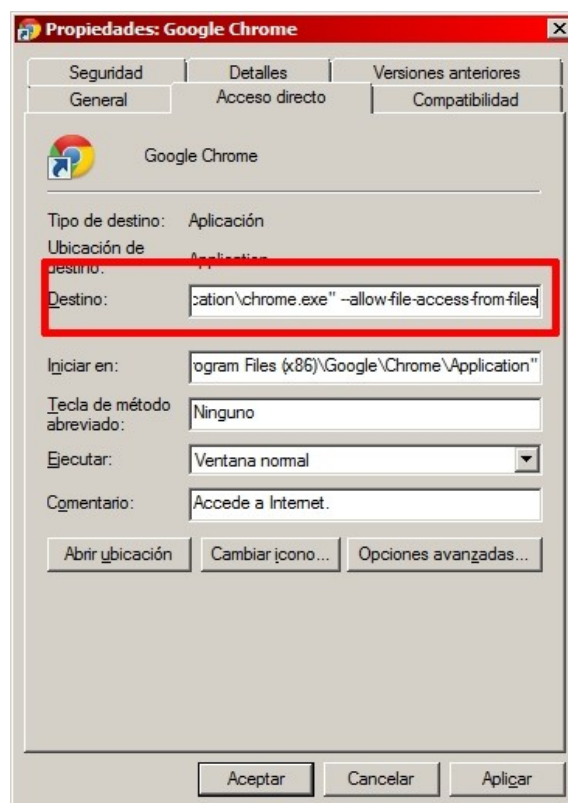 Propiedades: Google Chrome
Seguridad Detalles Versiones anteriores
General Acceso directo Compatibilidad
Google Chrome
Tipo de destino: Aplicación
Ubicación de destino: Application
Destino: cation\chrome.exe" --allow-file-access-from-files
Iniciar en: rogram Files (x86)\Google\Chrome\Application"
Tecla de método abreviado: Ninguno
Ejecutar: Ventana normal
Comentario: Accede a Internet.
Abrir ubicación Cambiar icono... Opciones avanzadas...
Aceptar Cancelar Aplicar